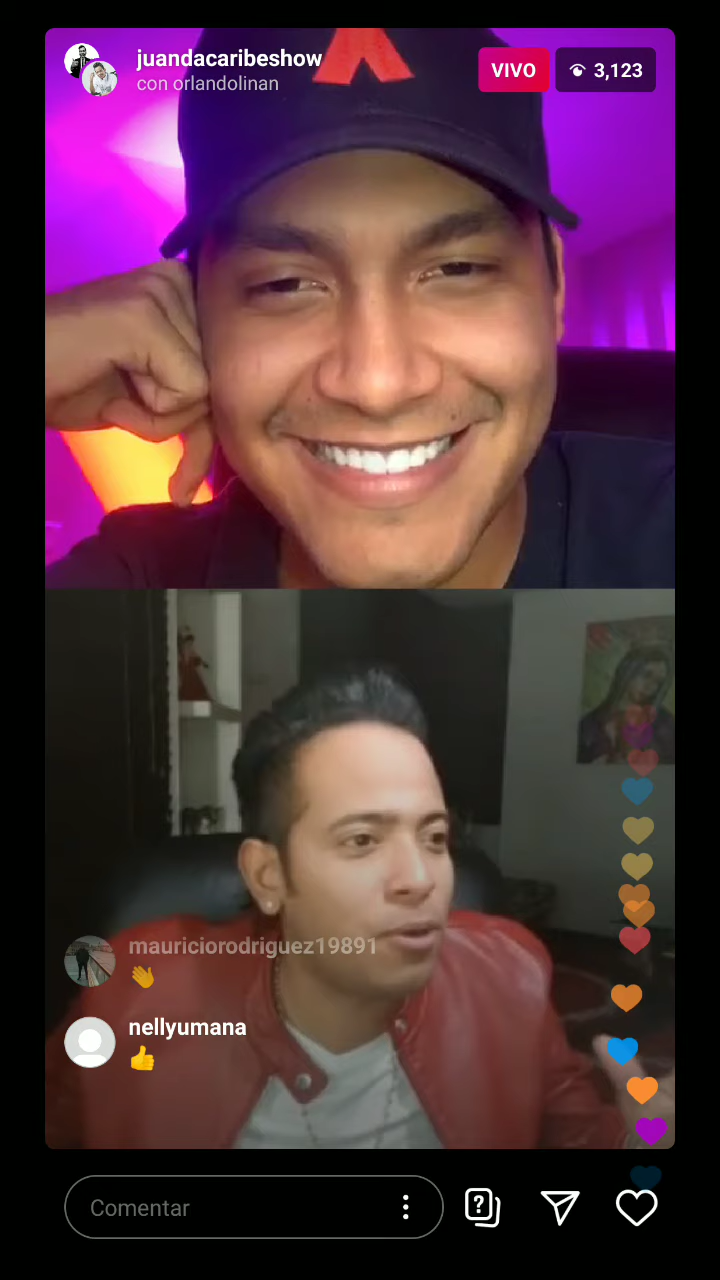 juandacaribeshow
con orlandolinan
VIVO
3,123
mauriciorodriguez19891
👋
nellyumana
👍
Comentar